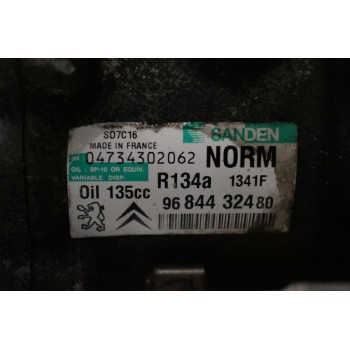 SD7C16
SANDEN
MADE IN FRANCE
S/N 04734302062 NORM
OIL : SP-10 OR EQUIV.
VARIABLE DISP.
R134a 1341F
Oil 135cc
96 844 324 80